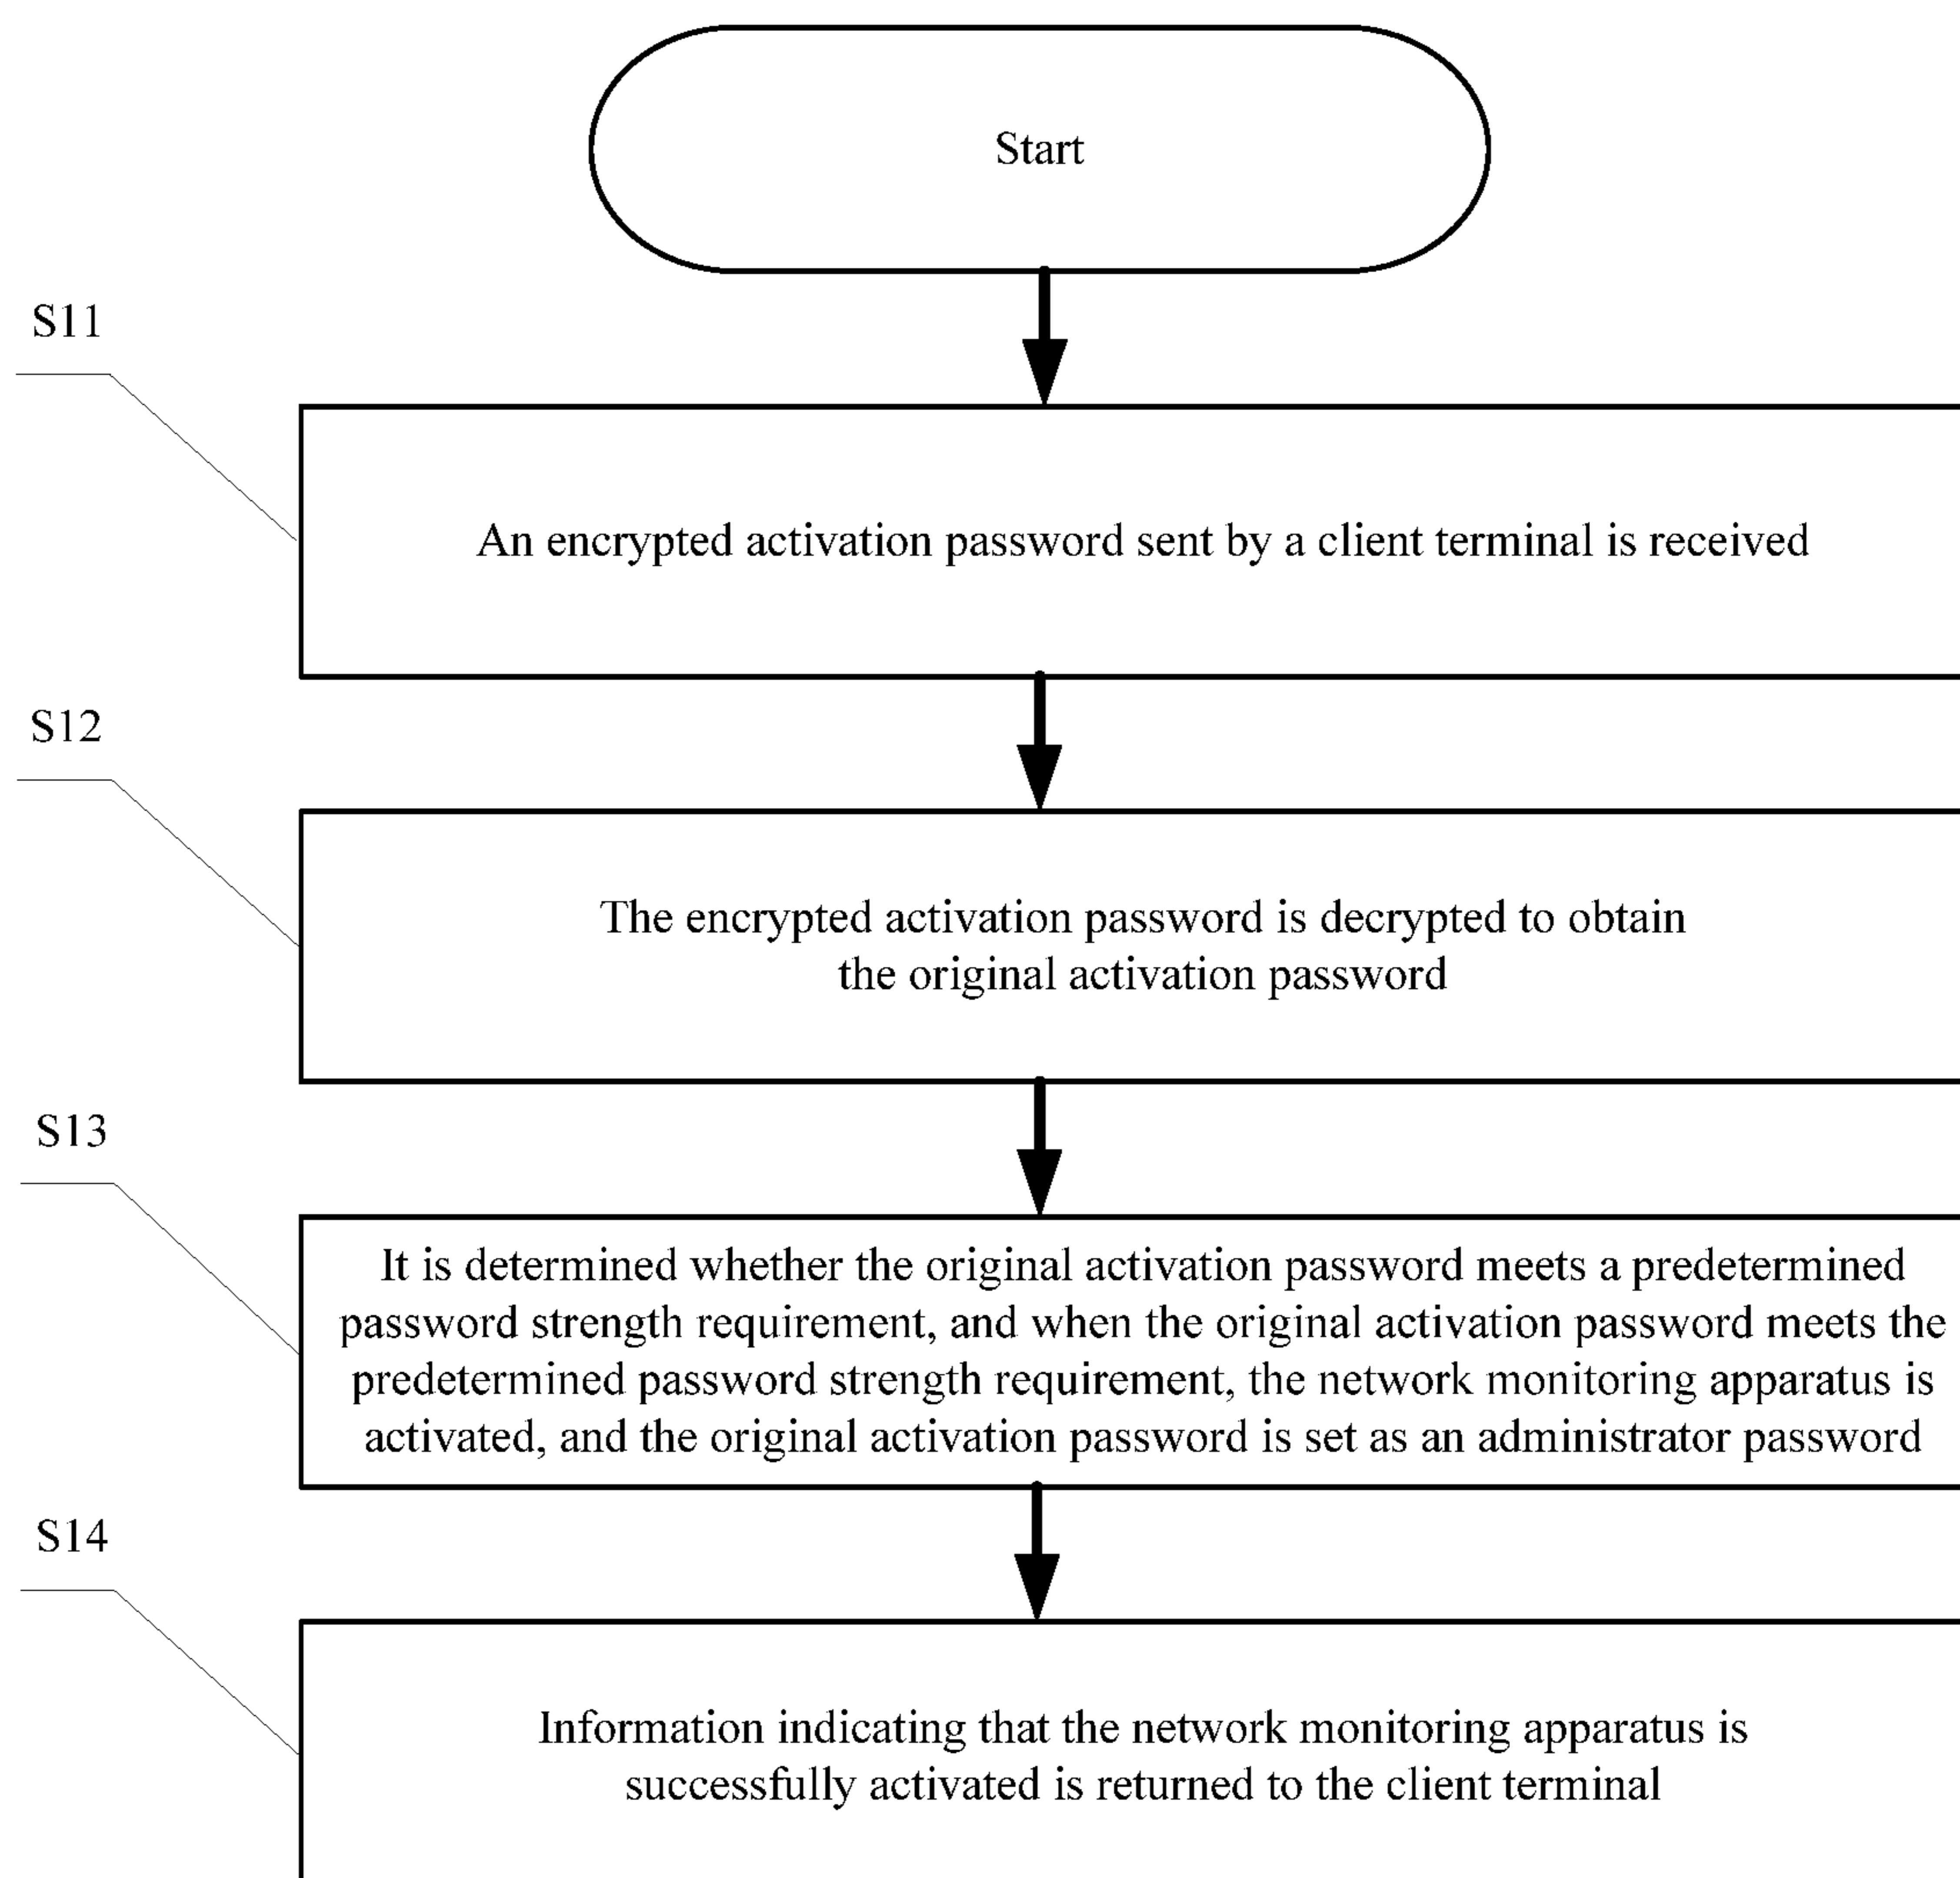 Start
S11
An encrypted activation password sent by a client terminal is received
S12
The encrypted activation password is decrypted to obtain
the original activation password
S13
It is determined whether the original activation password meets a predetermined
password strength requirement, and when the original activation password meets the
predetermined password strength requirement, the network monitoring apparatus is
activated, and the original activation password is set as an administrator password
S14
Information indicating that the network monitoring apparatus is
successfully activated is returned to the client terminal